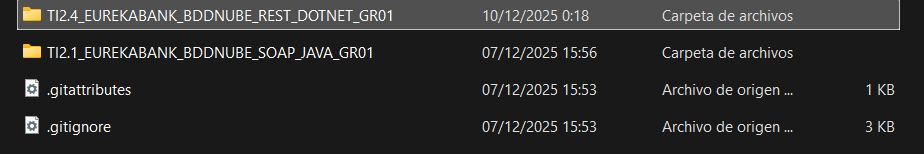 TI2.4_EUREKABANK_BDDNUBE_REST_DOTNET_GR01 10/12/2025 0:18 Carpeta de archivos
TI2.1_EUREKABANK_BDDNUBE_SOAP_JAVA_GR01 07/12/2025 15:56 Carpeta de archivos
.gitattributes 07/12/2025 15:53 Archivo de origen ... 1 KB
.gitignore 07/12/2025 15:53 Archivo de origen ... 3 KB